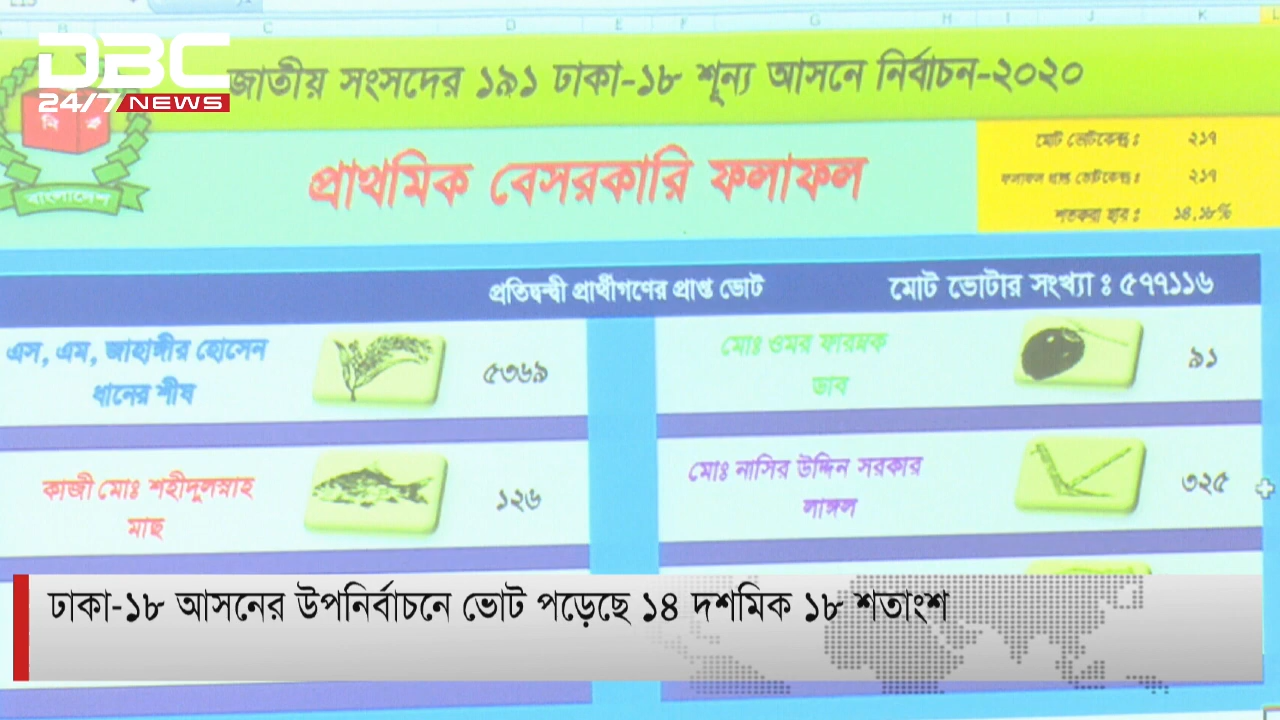 DBC
24/7 NEWS
জাতীয় সংসদের ১৯১ ঢাকা-১৮ শূন্য আসনে নির্বাচন-২০২০
বাংলাদেশ
প্রাথমিক বেসরকারি ফলাফল
মোট ভোটকেন্দ্র : ২১৭
ফলাফল প্রাপ্ত ভোটকেন্দ্র : ২১৭
শতকরা হার : ১৪.১৮%
প্রতিদ্বন্দ্বী প্রার্থীগণের প্রাপ্ত ভোট
মোট ভোটার সংখ্যা : ৫৭৭১১৬
এস, এম, জাহাঙ্গীর হোসেন
ধানের শীষ
৫৩৬৯
মোঃ ওমর ফারুক
ডাব
৯১
কাজী মোঃ শহীদুল্লাহ
মাছ
১২৬
মোঃ নাসির উদ্দিন সরকার
লাঙ্গল
৩২৫
ঢাকা-১৮ আসনের উপনির্বাচনে ভোট পড়েছে ১৪ দশমিক ১৮ শতাংশ